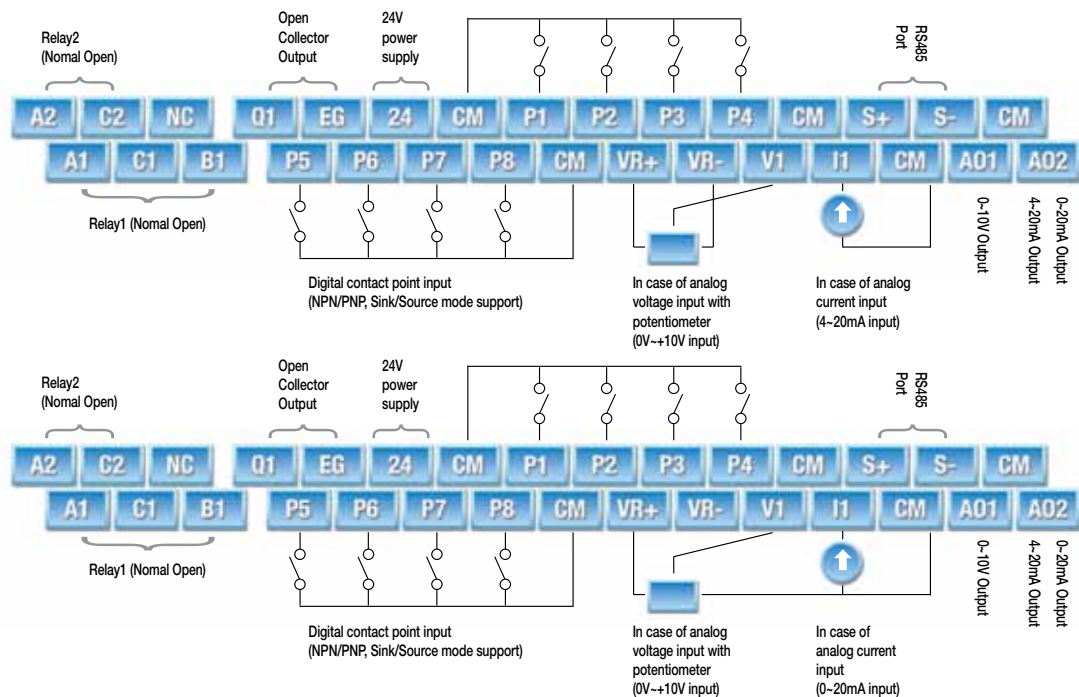 Relay2
(Nomal Open)
Open
Collector
Output
24V
power
supply
RS485
Port
A2 C2 NC Q1 EG 24 CM P1 P2 P3 P4 CM S+ S- CM
A1 C1 B1 P5 P6 P7 P8 CM VR+ VR- V1 I1 CM AO1 AO2
Relay1 (Nomal Open)
Digital contact point input
(NPN/PNP, Sink/Source mode support)
In case of analog
voltage input with
potentiometer
(0V~+10V input)
In case of analog
current input
(4~20mA input)
0~10V Output
0~20mA Output
4~20mA Output
Relay2
(Nomal Open)
Open
Collector
Output
24V
power
supply
RS485
Port
A2 C2 NC Q1 EG 24 CM P1 P2 P3 P4 CM S+ S- CM
A1 C1 B1 P5 P6 P7 P8 CM VR+ VR- V1 I1 CM AO1 AO2
Relay1 (Nomal Open)
Digital contact point input
(NPN/PNP, Sink/Source mode support)
In case of analog
voltage input with
potentiometer
(0V~+10V input)
In case of
analog current
input
(0~20mA input)
0~10V Output
0~20mA Output
4~20mA Output